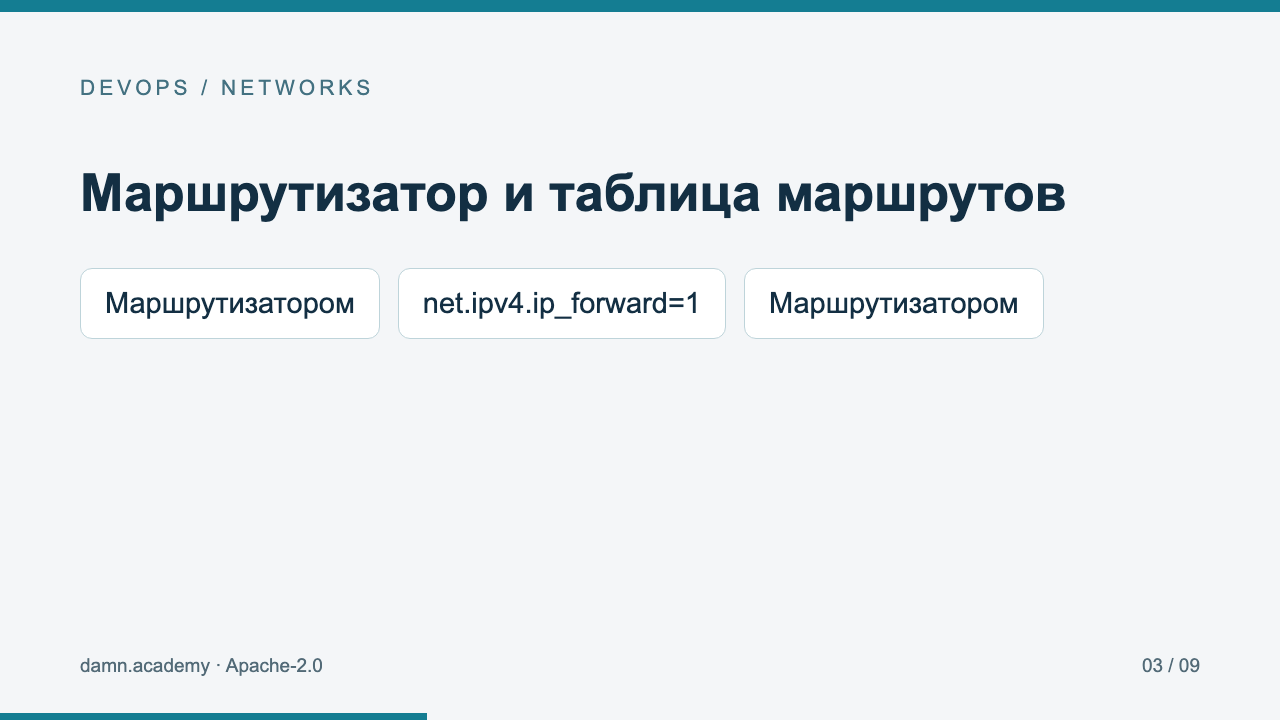 DEVOPS / NETWORKS
Маршрутизатор и таблица маршрутов
Маршрутизатором net.ipv4.ip_forward=1 Маршрутизатором
damn.academy · Apache-2.0 03 / 09